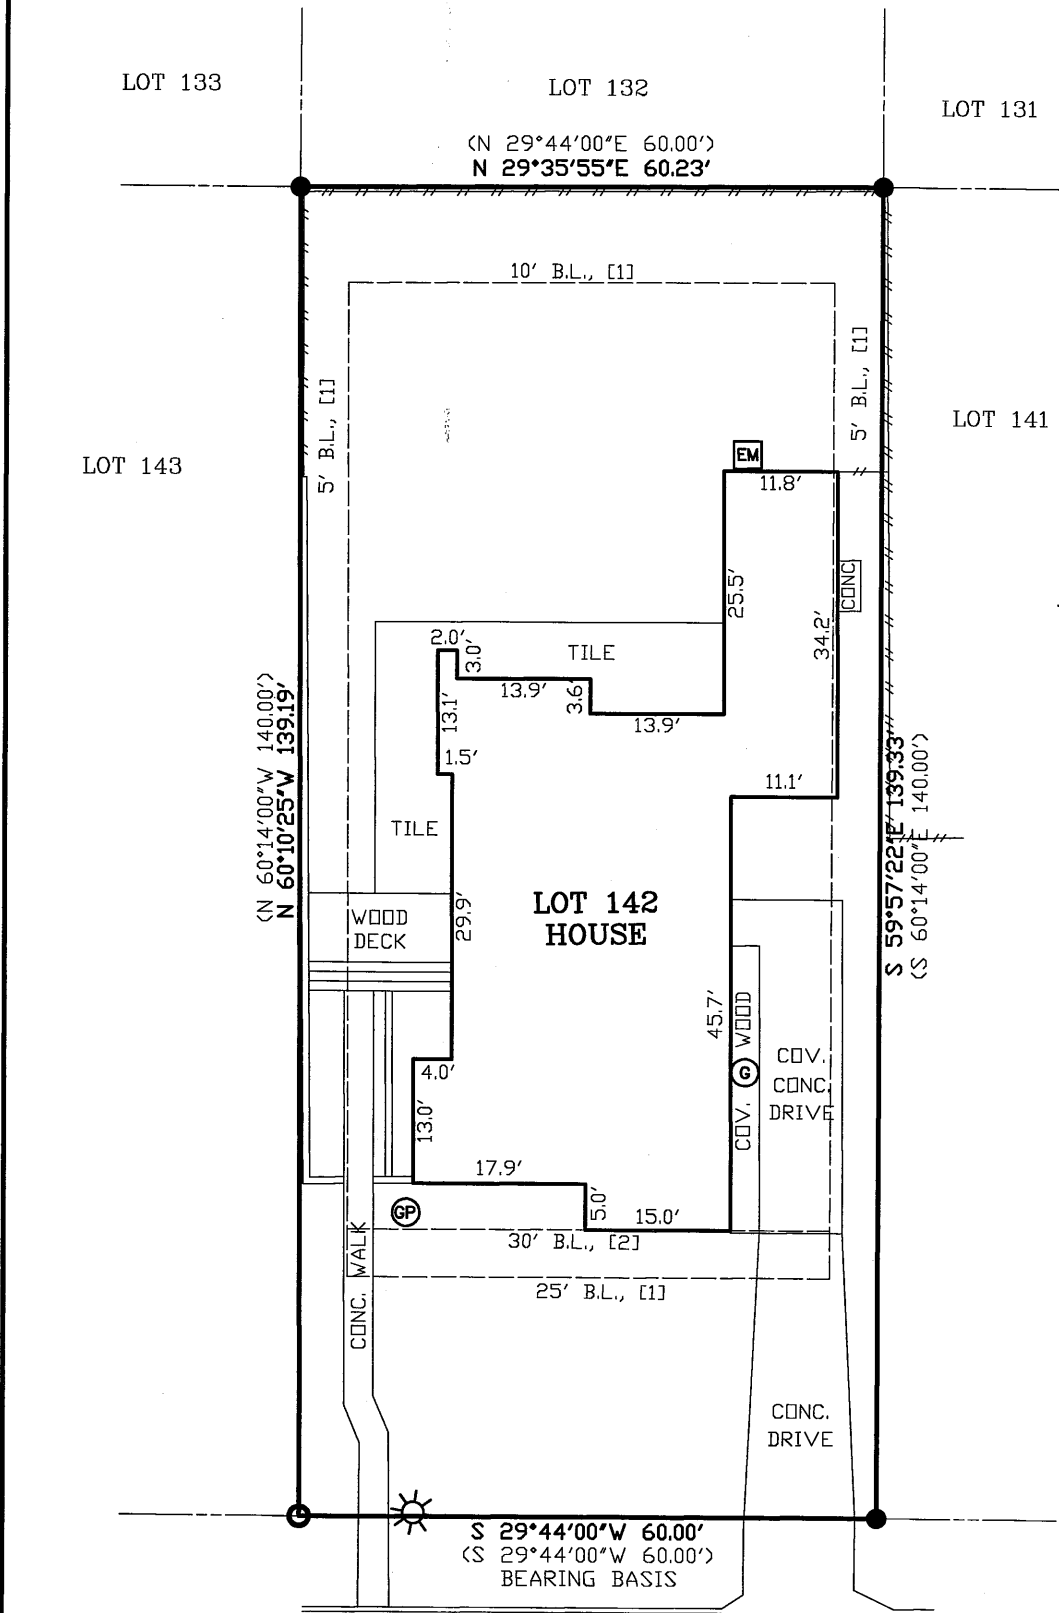 LOT 133
LOT 132
LOT 131
(N 29°44'00"E 60.00')
N 29°35'55"E 60.23'
10' B.L., [1]
5' B.L., [1]
5' B.L., [1]
LOT 141
LOT 143
EM
11.8'
25.5'
CONC
34.2'
2.0'
3.0'
TILE
13.9'
3.6'
13.9'
13.1'
1.5'
11.1'
(N 60°14'00"W 140.00')
N 60°10'25"W 139.19'
S 59°57'22"E 139.33'
(S 60°14'00"E 140.00')
TILE
LOT 142
HOUSE
WOOD
DECK
29.9'
45.7'
COV. WOOD
G
COV.
CONC.
DRIVE
4.0'
13.0'
17.9'
5.0'
15.0'
GP
30' B.L., [2]
25' B.L., [1]
CONC. WALK
CONC.
DRIVE
S 29°44'00"W 60.00'
(S 29°44'00"W 60.00')
BEARING BASIS